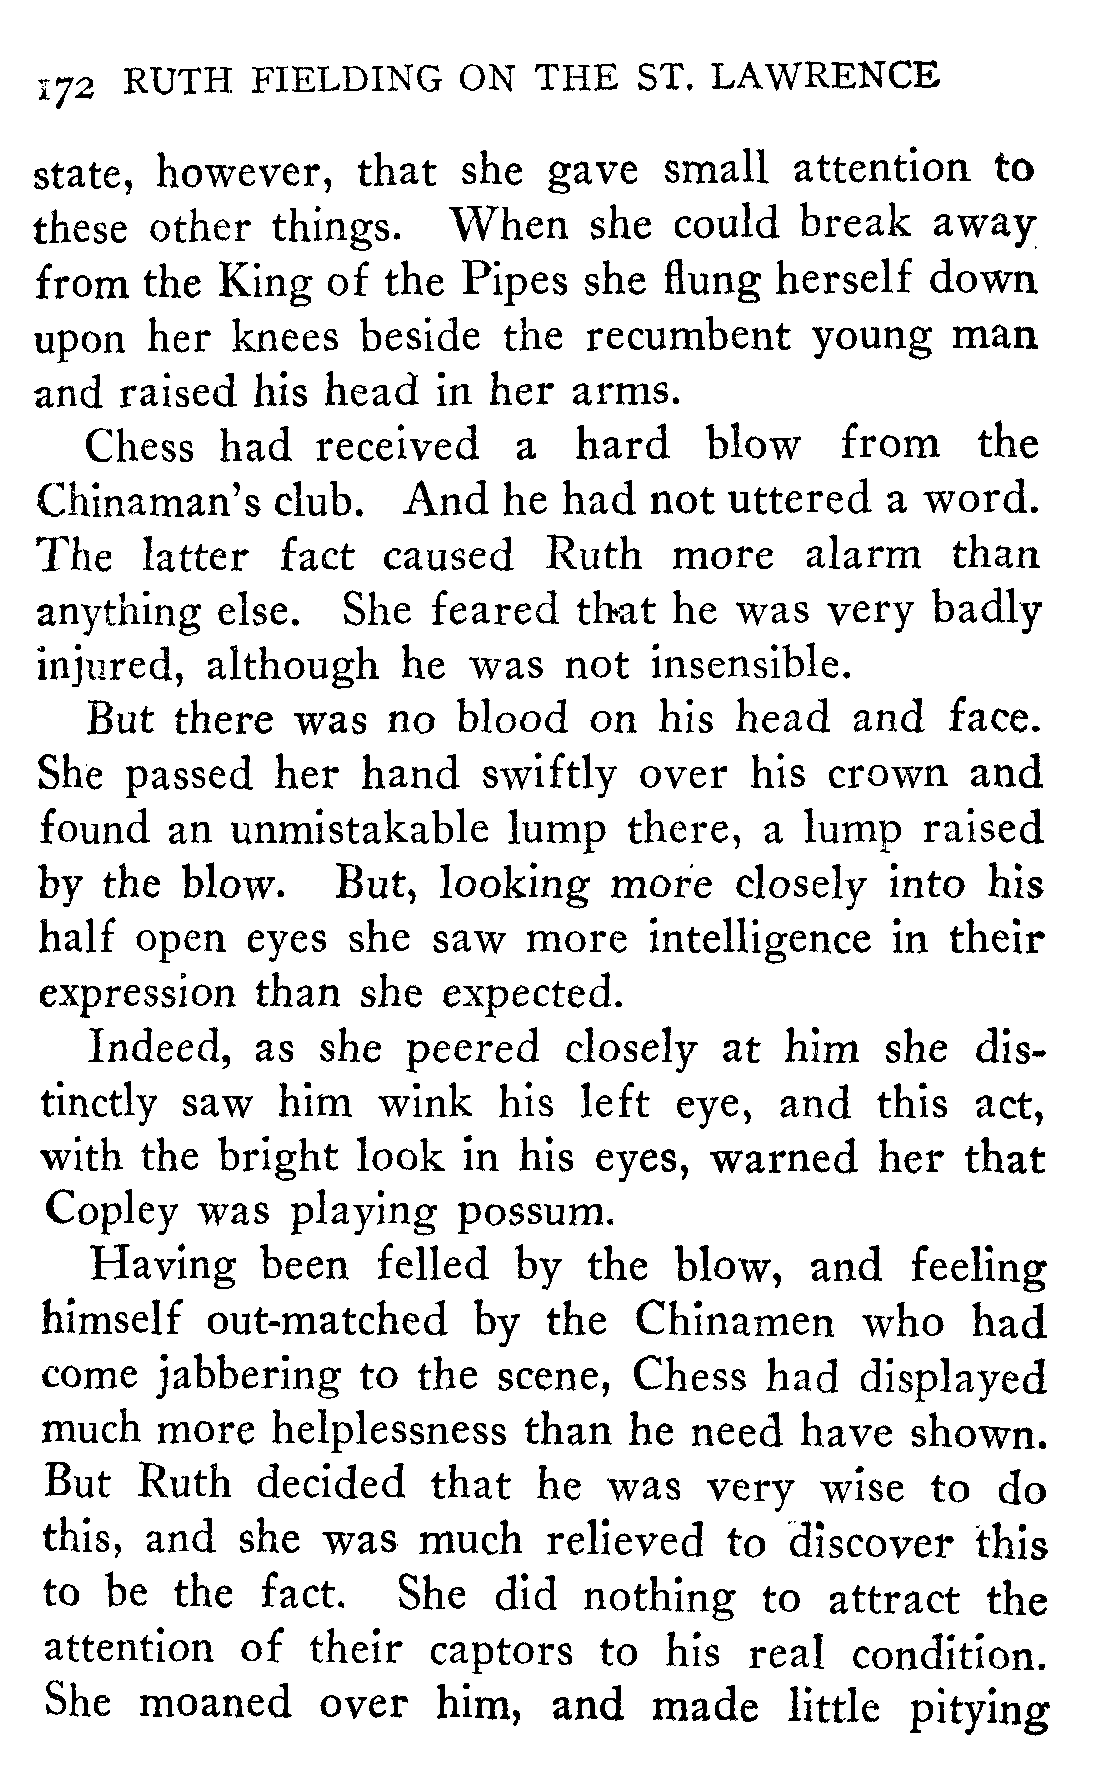 172 RUTH FIELDING ON THE ST. LAWRENCE
state, however, that she gave small attention to
these other things. When she could break away
from the King of the Pipes she flung herself down
upon her knees beside the recumbent young man
and raised his head in her arms.
Chess had received a hard blow from the
Chinaman's club. And he had not uttered a word.
The latter fact caused Ruth more alarm than
anything else. She feared that he was very badly
injured, although he was not insensible.
But there was no blood on his head and face.
She passed her hand swiftly over his crown and
found an unmistakable lump there, a lump raised
by the blow. But, looking more closely into his
half open eyes she saw more intelligence in their
expression than she expected.
Indeed, as she peered closely at him she dis-
tinctly saw him wink his left eye, and this act,
with the bright look in his eyes, warned her that
Copley was playing possum.
Having been felled by the blow, and feeling
himself out-matched by the Chinamen who had
come jabbering to the scene, Chess had displayed
much more helplessness than he need have shown.
But Ruth decided that he was very wise to do
this, and she was much relieved to discover this
to be the fact. She did nothing to attract the
attention of their captors to his real condition.
She moaned over him, and made little pitying